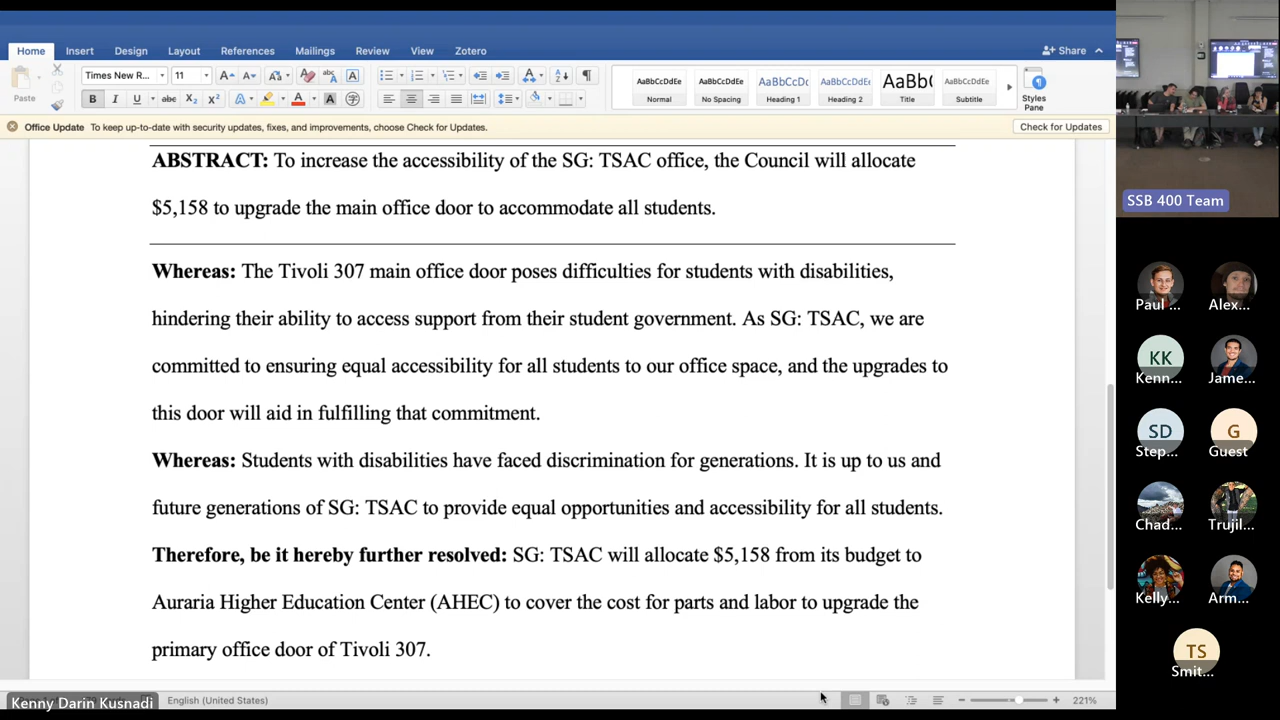 Home Insert Design Layout References Mailings Review View Zotero Share
Times New R... 11
Paste
AaBbCcDdEe AaBbCcDdEe AaBbCcDc AaBbCcDdEe AaBb( AaBbCcDdEe
Normal No Spacing Heading 1 Heading 2 Title Subtitle Styles Pane
Office Update To keep up-to-date with security updates, fixes, and improvements, choose Check for Updates. Check for Updates
ABSTRACT: To increase the accessibility of the SG: TSAC office, the Council will allocate
$5,158 to upgrade the main office door to accommodate all students.
Whereas: The Tivoli 307 main office door poses difficulties for students with disabilities,
hindering their ability to access support from their student government. As SG: TSAC, we are
committed to ensuring equal accessibility for all students to our office space, and the upgrades to
this door will aid in fulfilling that commitment.
Whereas: Students with disabilities have faced discrimination for generations. It is up to us and
future generations of SG: TSAC to provide equal opportunities and accessibility for all students.
Therefore, be it hereby further resolved: SG: TSAC will allocate $5,158 from its budget to
Auraria Higher Education Center (AHEC) to cover the cost for parts and labor to upgrade the
primary office door of Tivoli 307.
Kenny Darin Kusnadi
English (United States)
221%
SSB 400 Team
Paul ... Alex...
KK
Kenn... Jame...
SD G
Step... Guest
Chad... Trujil...
Kelly... Arm...
TS
Smit...